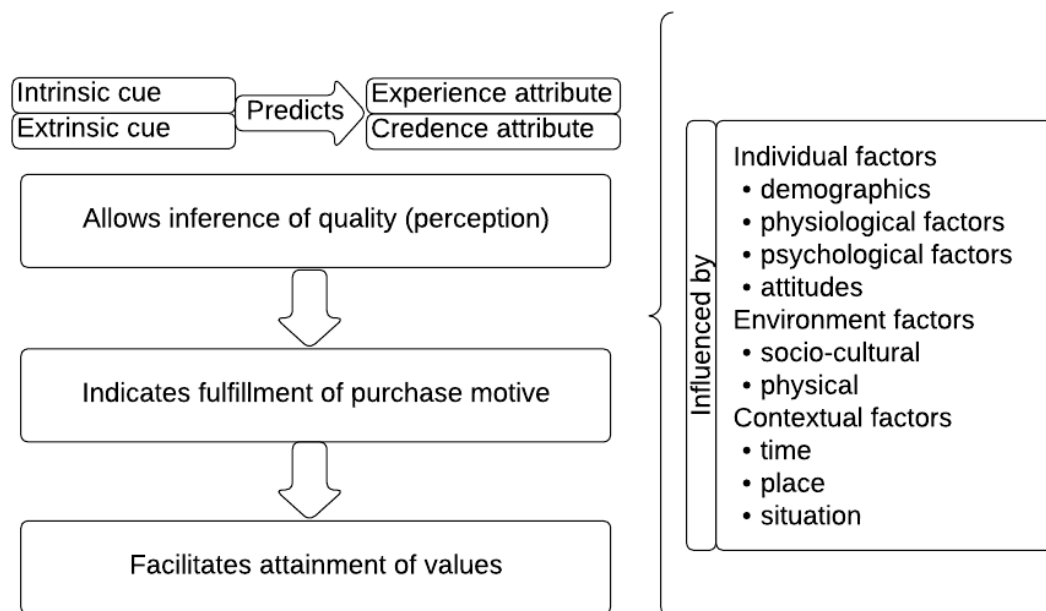 Intrinsic cue
Extrinsic cue
Predicts
Experience attribute
Credence attribute
Allows inference of quality (perception)
Indicates fulfillment of purchase motive
Facilitates attainment of values
Influenced by
Individual factors
• demographics
• physiological factors
• psychological factors
• attitudes
Environment factors
• socio-cultural
• physical
Contextual factors
• time
• place
• situation